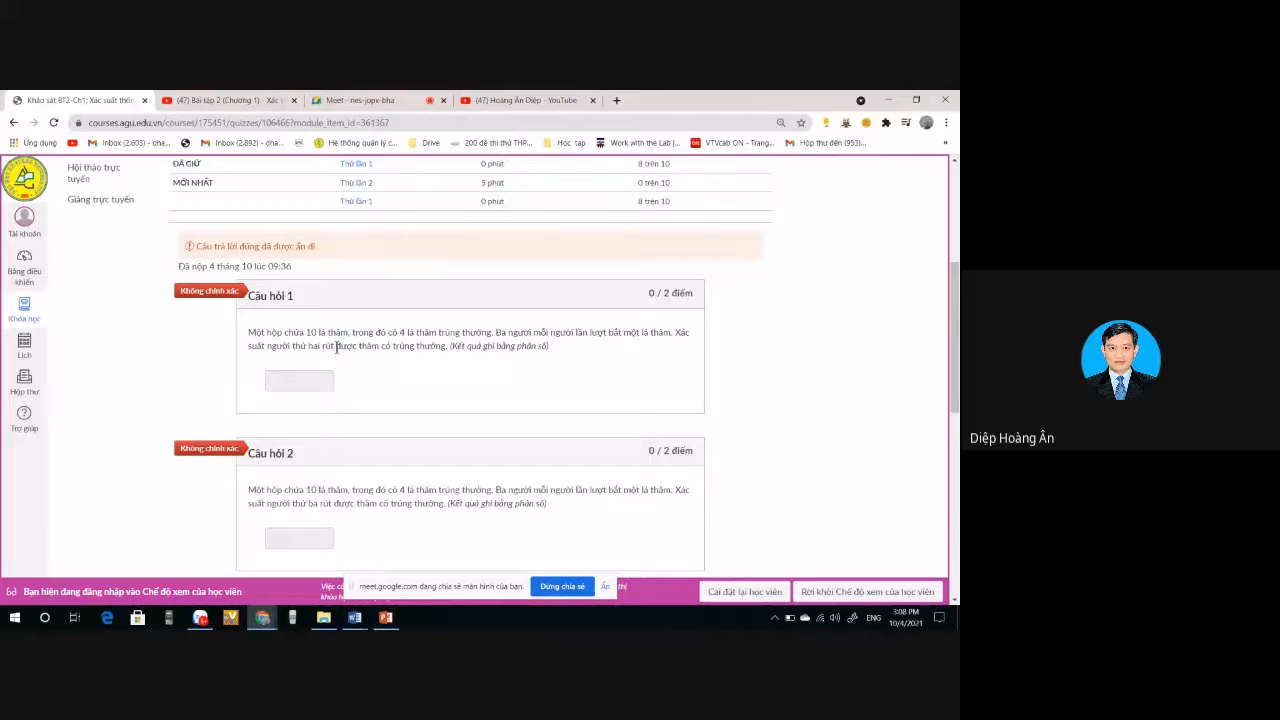 Khảo sát BT2-Ch1: Xác suất thốn
(47) Bài tập 2 (Chương 1) - Xác s
Meet - nes-jopx-bha
(47) Hoàng Ân Diệp - YouTube
courses.agu.edu.vn/courses/175451/quizzes/106466?module_item_id=361367
Ứng dụng
Inbox (2,603) - cha...
Inbox (2,892) - cha...
Hệ thống quản lý c...
Drive
200 đề thi thử THP...
Học tập
Work with the Lab |...
VTVcab ON - Trang...
Hộp thư đến (953)...
Hội thảo trực
tuyến
Giảng trực tuyến
Tài khoản
Bảng điều
khiển
Khóa học
Lịch
Hộp thư
Trợ giúp
ĐÃ GIỮ Thử lần 1 0 phút 8 trên 10
MỚI NHẤT Thử lần 2 5 phút 0 trên 10
Thử lần 1 0 phút 8 trên 10
Câu trả lời đúng đã được ẩn đi.
Đã nộp 4 tháng 10 lúc 09:36
Không chính xác
Câu hỏi 1 0 / 2 điểm
Một hộp chứa 10 lá thăm, trong đó có 4 lá thăm trúng thưởng. Ba người mỗi người lần lượt bắt một lá thăm. Xác
suất người thứ hai rút được thăm có trúng thưởng. (Kết quả ghi bằng phân số)
Không chính xác
Câu hỏi 2 0 / 2 điểm
Một hộp chứa 10 lá thăm, trong đó có 4 lá thăm trúng thưởng. Ba người mỗi người lần lượt bắt một lá thăm. Xác
suất người thứ ba rút được thăm có trúng thưởng. (Kết quả ghi bằng phân số)
Bạn hiện đang đăng nhập vào Chế độ xem của học viên
meet.google.com đang chia sẻ màn hình của bạn.
Dừng chia sẻ
Ẩn
Cài đặt lại học viên
Rời khỏi Chế độ xem của học viên
ENG
3:08 PM
10/4/2021
Diệp Hoàng Ân